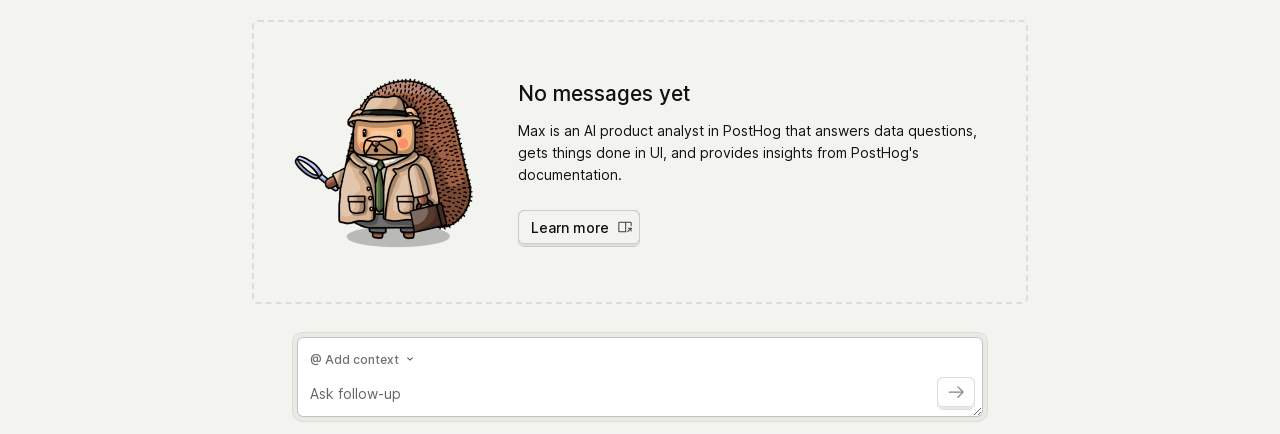 No messages yet
Max is an AI product analyst in PostHog that answers data questions,
gets things done in UI, and provides insights from PostHog's
documentation.
Learn more
@ Add context
Ask follow-up